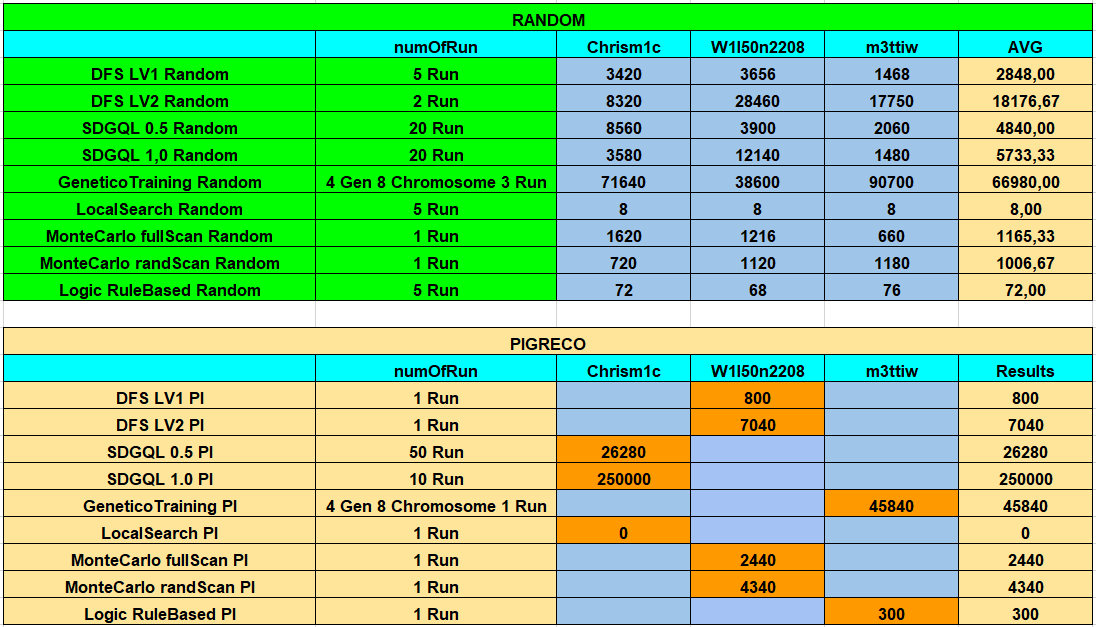 RANDOM
numOfRun Chrism1c W1l50n2208 m3ttiw AVG
DFS LV1 Random 5 Run 3420 3656 1468 2848,00
DFS LV2 Random 2 Run 8320 28460 17750 18176,67
SDGQL 0.5 Random 20 Run 8560 3900 2060 4840,00
SDGQL 1,0 Random 20 Run 3580 12140 1480 5733,33
GeneticoTraining Random 4 Gen 8 Chromosome 3 Run 71640 38600 90700 66980,00
LocalSearch Random 5 Run 8 8 8 8,00
MonteCarlo fullScan Random 1 Run 1620 1216 660 1165,33
MonteCarlo randScan Random 1 Run 720 1120 1180 1006,67
Logic RuleBased Random 5 Run 72 68 76 72,00
PIGRECO
numOfRun Chrism1c W1l50n2208 m3ttiw Results
DFS LV1 PI 1 Run 800 800
DFS LV2 PI 1 Run 7040 7040
SDGQL 0.5 PI 50 Run 26280 26280
SDGQL 1.0 PI 10 Run 250000 250000
GeneticoTraining PI 4 Gen 8 Chromosome 1 Run 45840 45840
LocalSearch PI 1 Run 0 0
MonteCarlo fullScan PI 1 Run 2440 2440
MonteCarlo randScan PI 1 Run 4340 4340
Logic RuleBased PI 1 Run 300 300